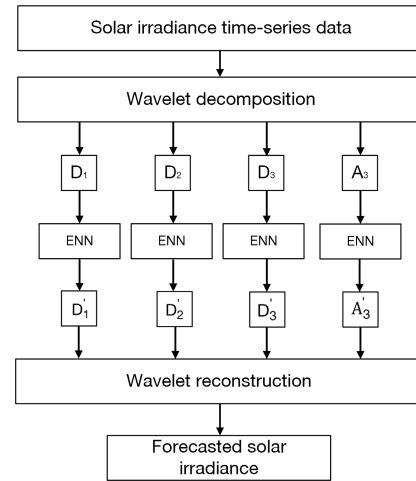 Solar irradiance time-series data
Wavelet decomposition
D₁ D₂ D₃ A₃
ENN ENN ENN ENN
D'₁ D'₂ D'₃ A'₃
Wavelet reconstruction
Forecasted solar
irradiance